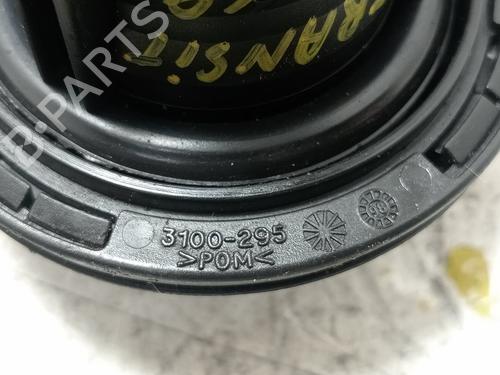 TRANSIT
B-PARTS
3100-295
>POM<